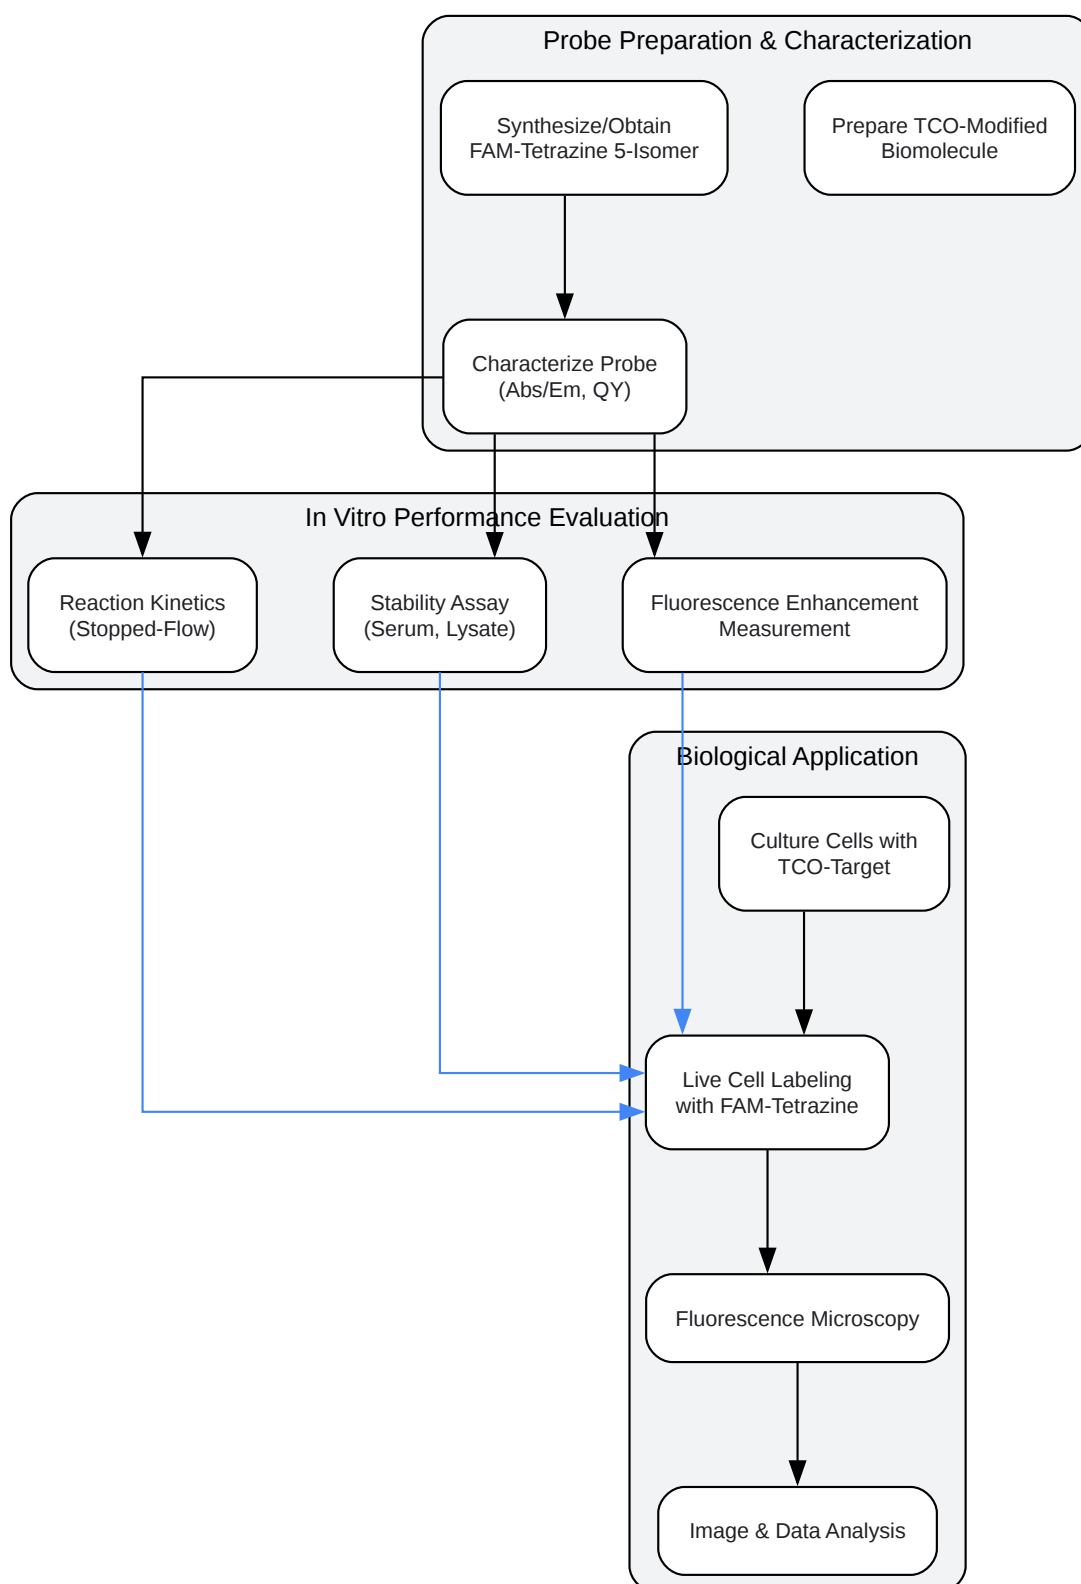 Probe Preparation & Characterization
Synthesize/Obtain
FAM-Tetrazine 5-Isomer
Prepare TCO-Modified
Biomolecule
Characterize Probe
(Abs/Em, QY)
In Vitro Performance Evaluation
Reaction Kinetics
(Stopped-Flow)
Stability Assay
(Serum, Lysate)
Fluorescence Enhancement
Measurement
Biological Application
Culture Cells with
TCO-Target
Live Cell Labeling
with FAM-Tetrazine
Fluorescence Microscopy
Image & Data Analysis